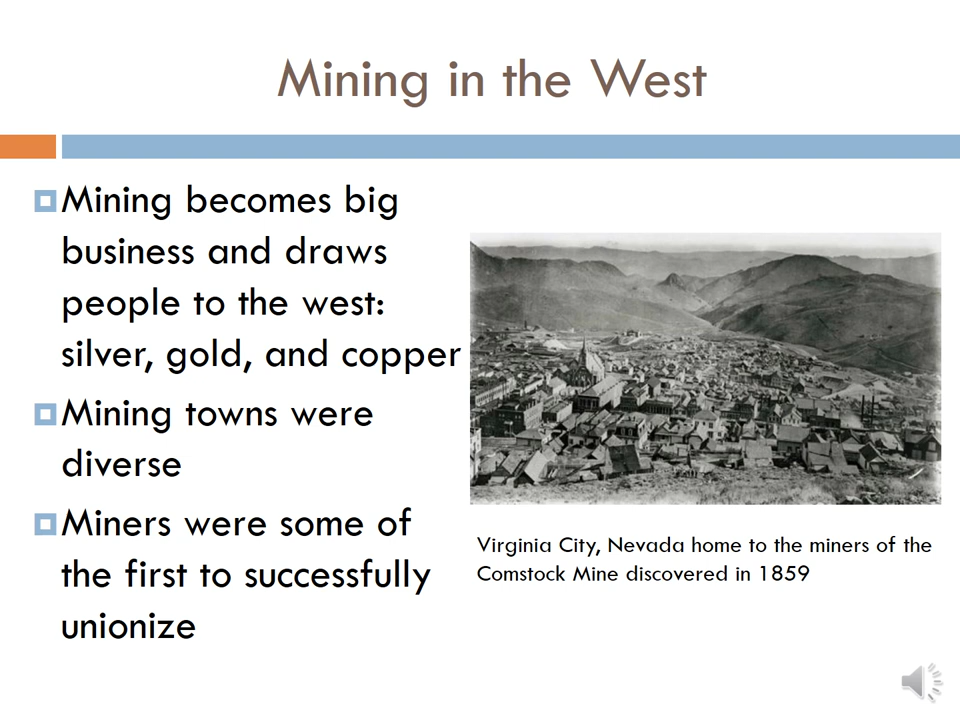 Mining in the West
Mining becomes big
business and draws
people to the west:
silver, gold, and copper
Mining towns were
diverse
Miners were some of
the first to successfully
unionize
Virginia City, Nevada home to the miners of the
Comstock Mine discovered in 1859